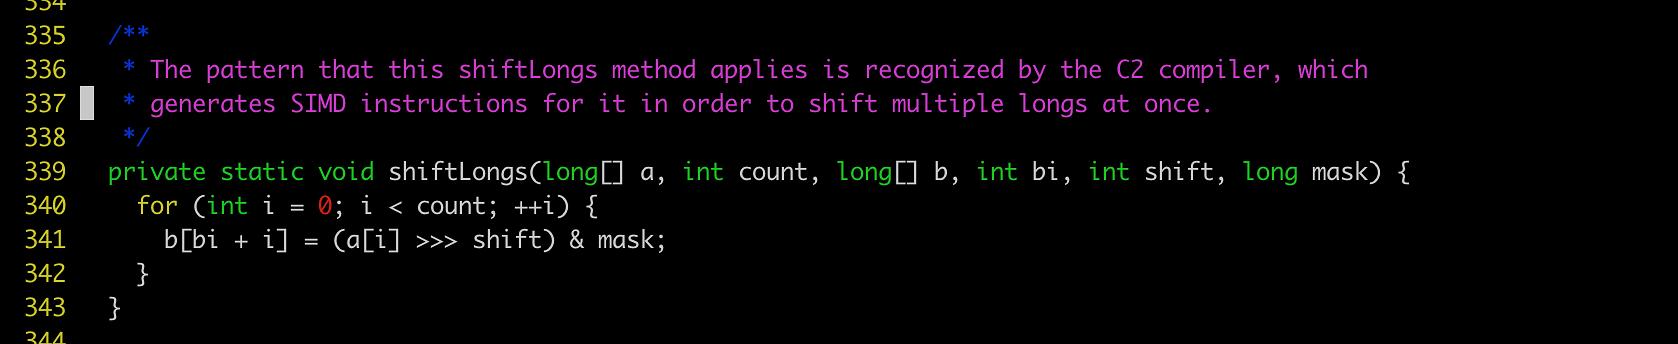 334
335 /**
336 * The pattern that this shiftLongs method applies is recognized by the C2 compiler, which
337 * generates SIMD instructions for it in order to shift multiple longs at once.
338 */
339 private static void shiftLongs(long[] a, int count, long[] b, int bi, int shift, long mask) {
340 for (int i = 0; i < count; ++i) {
341 b[bi + i] = (a[i] >>> shift) & mask;
342 }
343 }
344